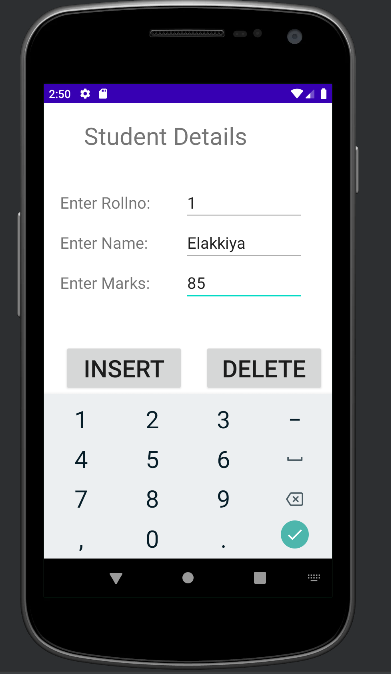 2:50
Student Details
Enter Rollno: 1
Enter Name: Elakkiya
Enter Marks: 85
INSERT DELETE
1 2 3 -
4 5 6
7 8 9
, 0 .